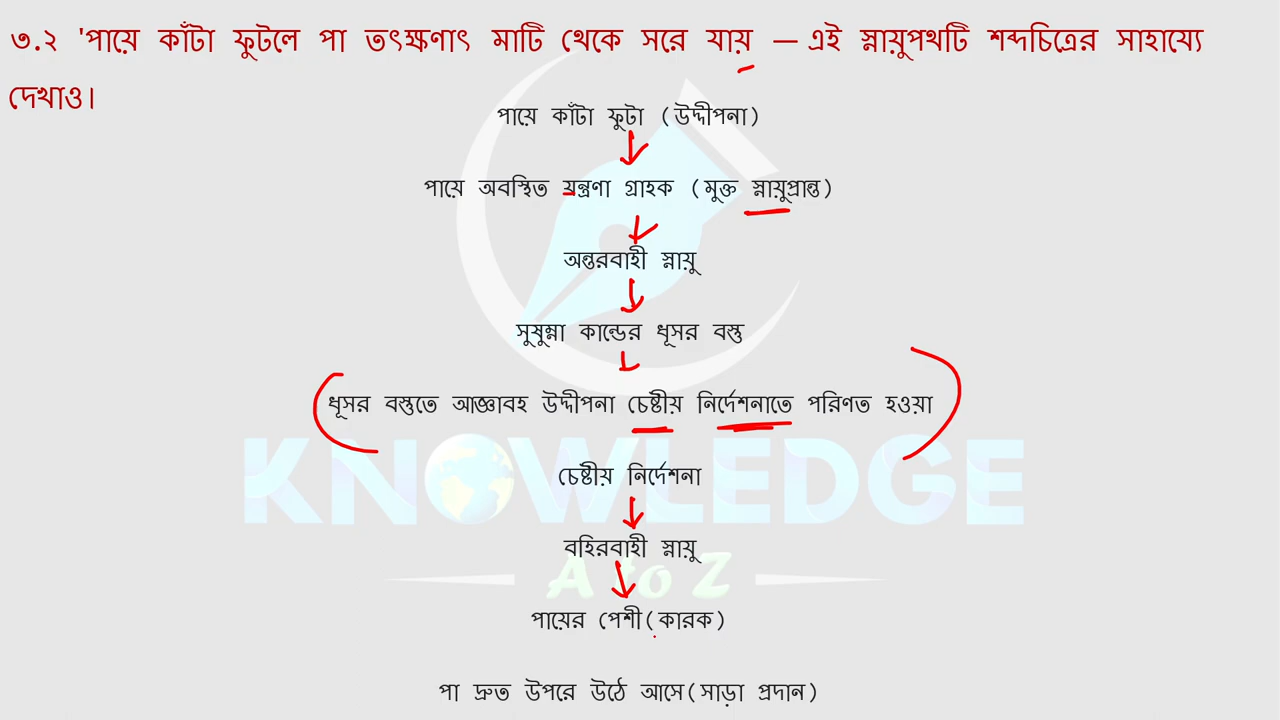 ৩.২ 'পায়ে কাঁটা ফুটলে পা তৎক্ষণাৎ মাটি থেকে সরে যায় — এই স্নায়ুপথটি শব্দচিত্রের সাহায্যে
দেখাও।
পায়ে কাঁটা ফুটা (উদ্দীপনা)
পায়ে অবস্থিত যন্ত্রণা গ্রাহক (মুক্ত স্নায়ুপ্রান্ত)
অন্তরবাহী স্নায়ু
সুষুম্না কান্ডের ধূসর বস্তু
ধূসর বস্তুতে আজ্ঞাবহ উদ্দীপনা চেষ্টীয় নির্দেশনাতে পরিণত হওয়া
KNOWLEDGE
চেষ্টীয় নির্দেশনা
বহিরবাহী স্নায়ু
A to Z
পায়ের পেশী(কারক)
পা দ্রুত উপরে উঠে আসে(সাড়া প্রদান)